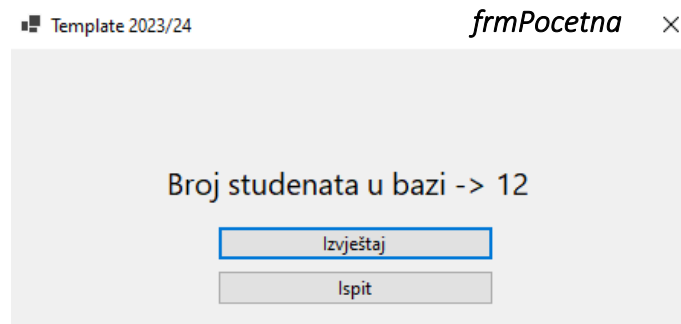 Template 2023/24 frmPocetna
Broj studenata u bazi -> 12
Izvještaj
Ispit